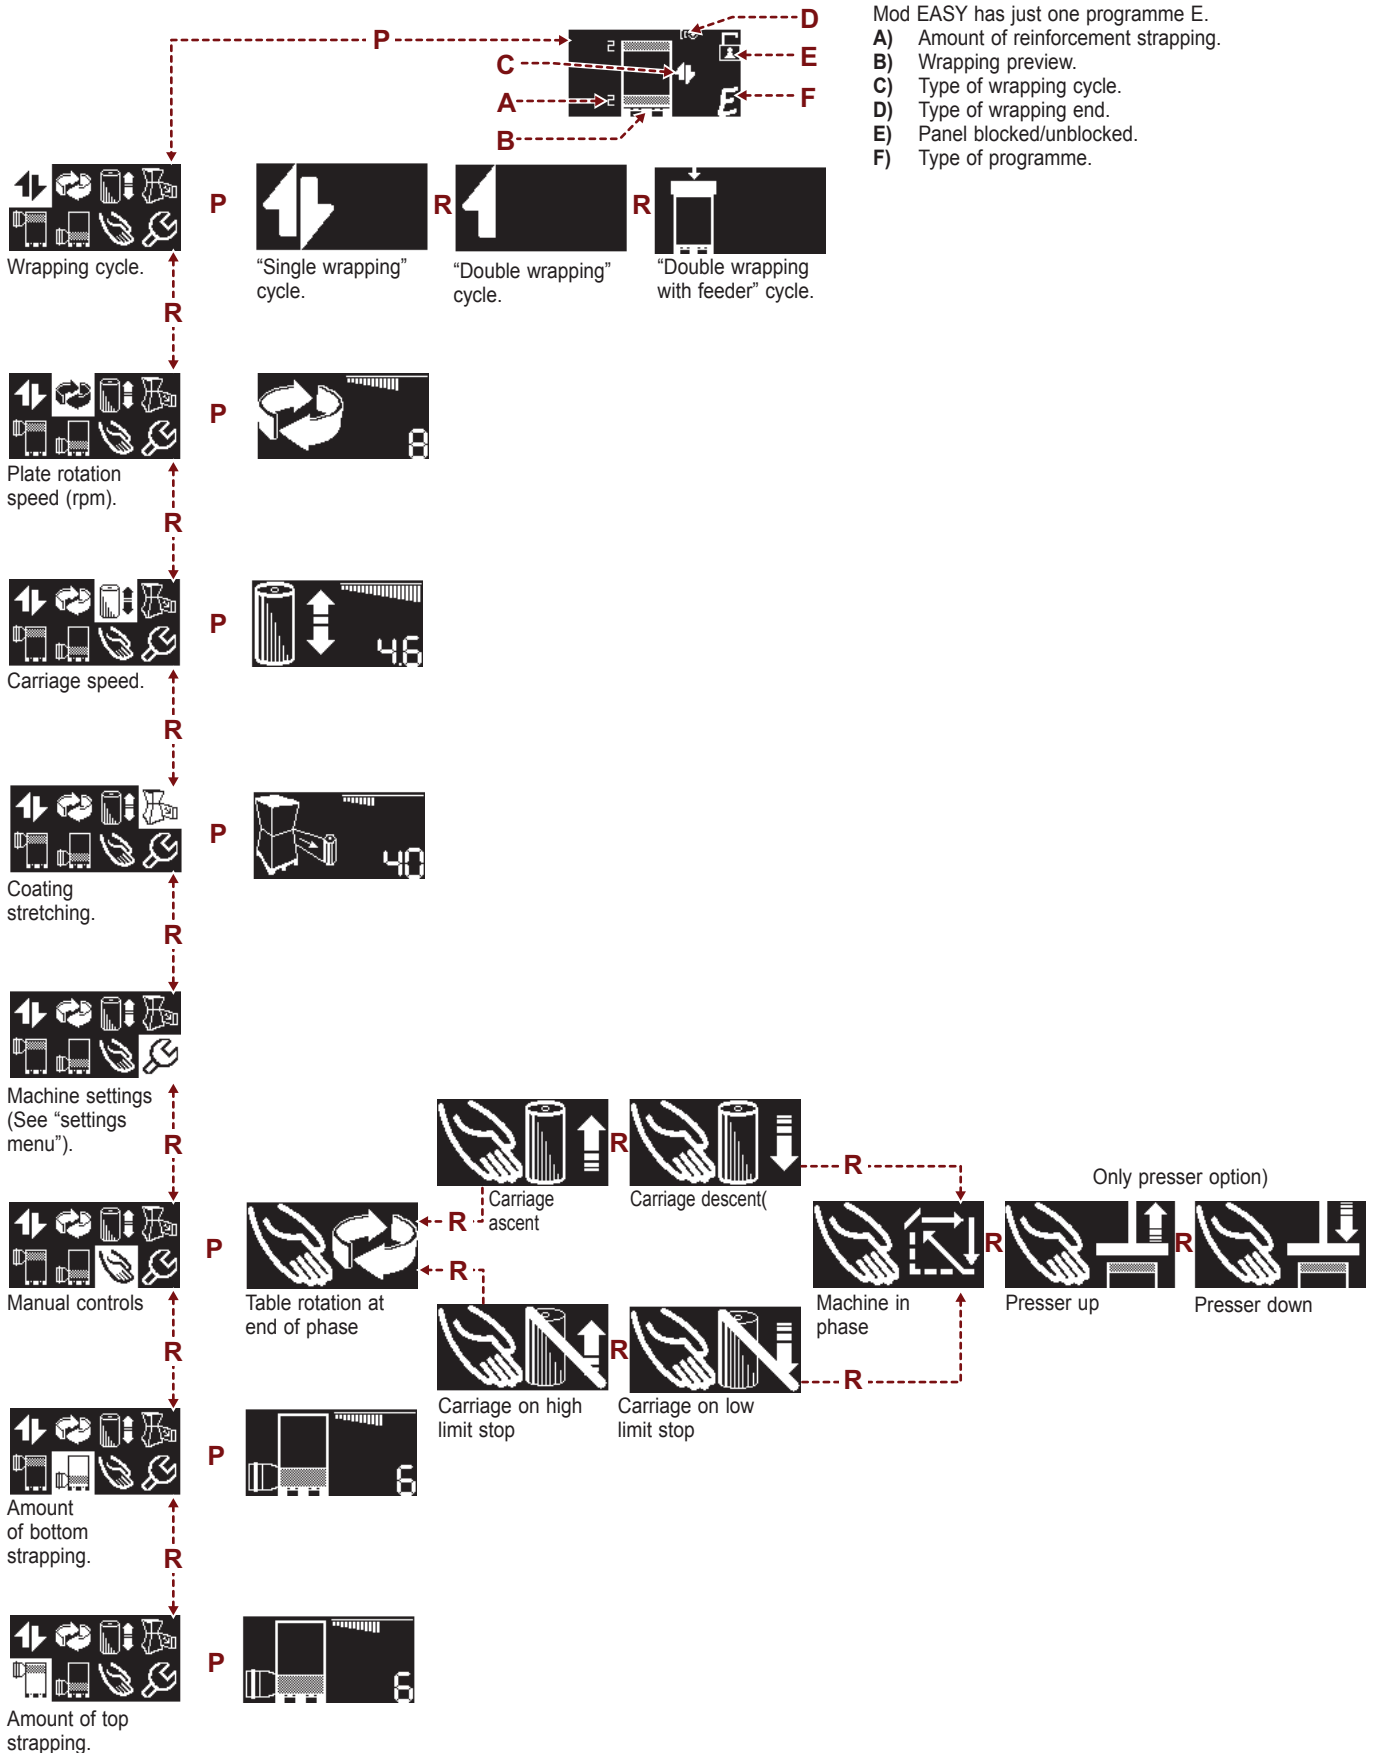 Mod EASY has just one programme E.
A) Amount of reinforcement strapping.
B) Wrapping preview.
C) Type of wrapping cycle.
D) Type of wrapping end.
E) Panel blocked/unblocked.
F) Type of programme.
P
D
C
E
A
F
B
2
2
E
P
R
R
Wrapping cycle.
“Single wrapping”
cycle.
“Double wrapping”
cycle.
“Double wrapping
with feeder” cycle.
R
P
8
Plate rotation
speed (rpm).
R
P
4.6
Carriage speed.
R
P
40
Coating
stretching.
R
Machine settings
(See “settings
menu”).
R
R
R
Only presser option)
Carriage
ascent
Carriage descent(
R
P
R
R
R
Manual controls
Table rotation at
end of phase
Machine in
phase
Presser up
Presser down
R
R
R
R
Carriage on high
limit stop
Carriage on low
limit stop
P
6
Amount
of bottom
strapping.
R
P
6
Amount of top
strapping.